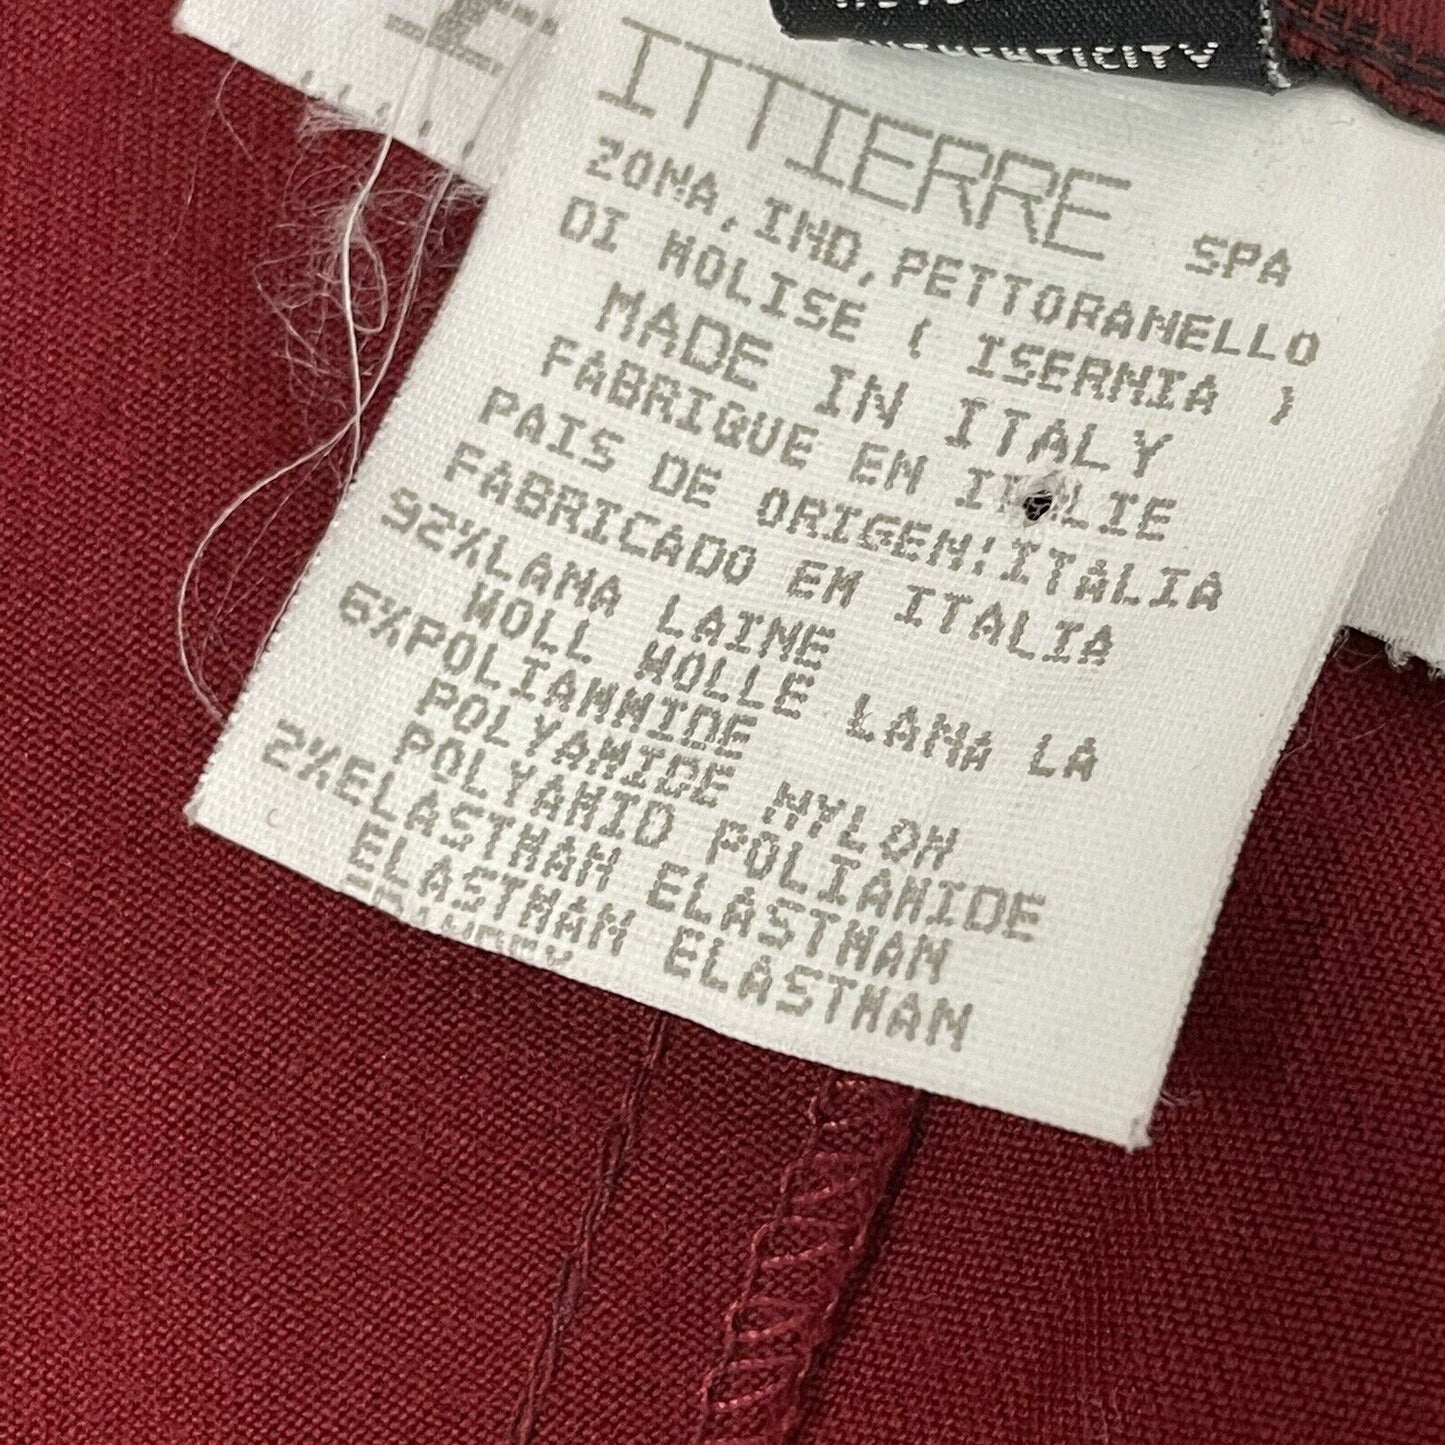 AUTHENTICITY
ITTIERRE SPA
ZONA,IND,PETTORANELLO
DI MOLISE ( ISERNIA )
MADE IN ITALY
FABRIQUE EN ITALIE
PAIS DE ORIGEN:ITALIA
FABRICADO EM ITALIA
92%LANA LAINE
WOLL WOLLE LANA LA
6%POLIAMMIDE
POLYAMIDE NYLON
POLYAMID POLIAMIDE
2%ELASTHAN ELASTHAN
ELASTHAN ELASTHAN